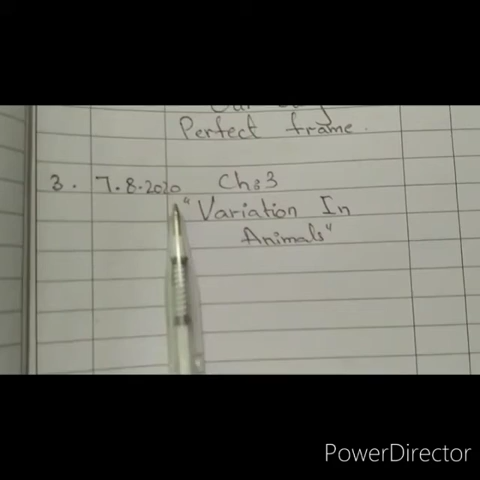 Perfect frame.
3. 7.8.2020 Ch:3
"Variation In
Animals"
PowerDirector